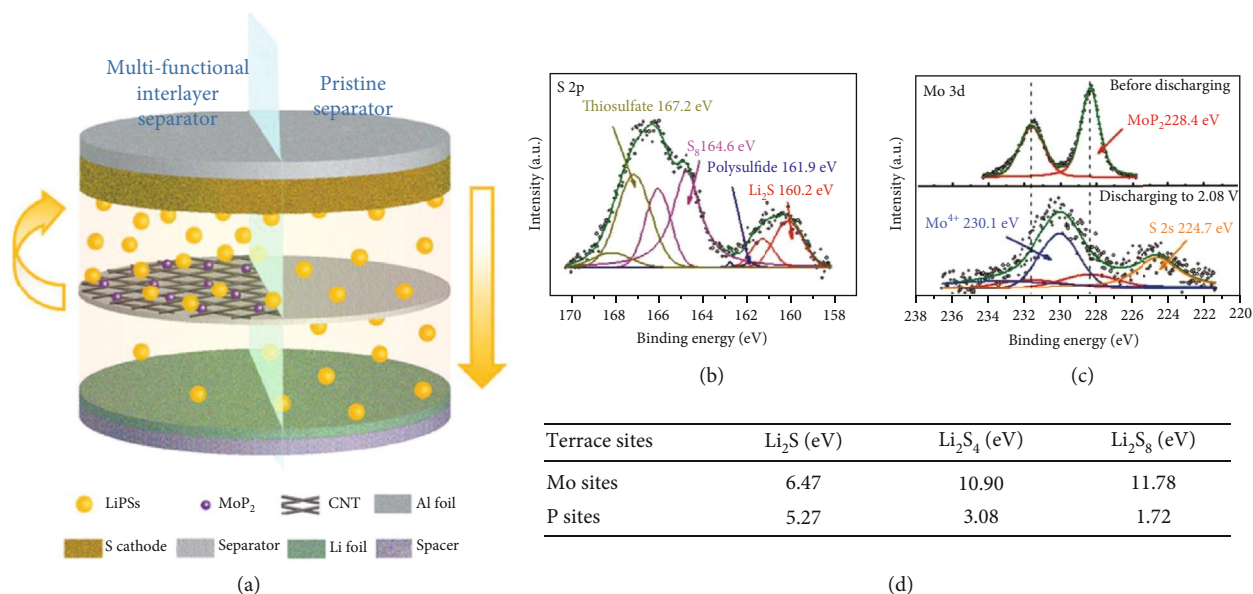 Multi-functional
interlayer
separator
Pristine
separator
LiPSs
MoP₂
CNT
Al foil
S cathode
Separator
Li foil
Spacer
(a)
S 2p
Thiosulfate 167.2 eV
S₈164.6 eV
Polysulfide 161.9 eV
Li₂S 160.2 eV
Intensity (a.u.)
170 168 166 164 162 160 158
Binding energy (eV)
(b)
Mo 3d
Before discharging
MoP₂228.4 eV
Discharging to 2.08 V
Mo⁴⁺ 230.1 eV
S 2s 224.7 eV
Intensity (a.u.)
238 236 234 232 230 228 226 224 222 220
Binding energy (eV)
(c)
Terrace sites Li₂S (eV) Li₂S₄ (eV) Li₂S₈ (eV)
Mo sites 6.47 10.90 11.78
P sites 5.27 3.08 1.72
(d)